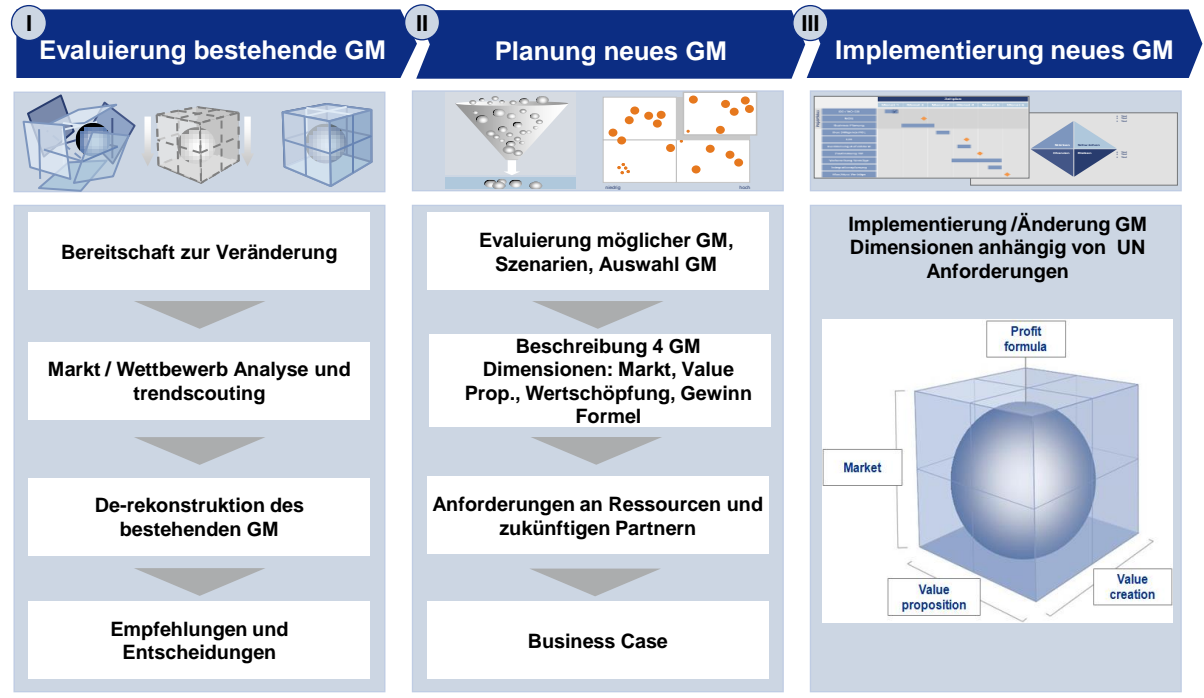 I
Evaluierung bestehende GM
II
Planung neues GM
III
Implementierung neues GM
niedrig
hoch
Bereitschaft zur Veränderung
Markt / Wettbewerb Analyse und
trendscouting
De-rekonstruktion des
bestehenden GM
Empfehlungen und
Entscheidungen
Evaluierung möglicher GM,
Szenarien, Auswahl GM
Beschreibung 4 GM
Dimensionen: Markt, Value
Prop., Wertschöpfung, Gewinn
Formel
Anforderungen an Ressourcen und
zukünftigen Partnern
Business Case
Implementierung /Änderung GM
Dimensionen anhängig von UN
Anforderungen
Profit
formula
Market
Value
proposition
Value
creation